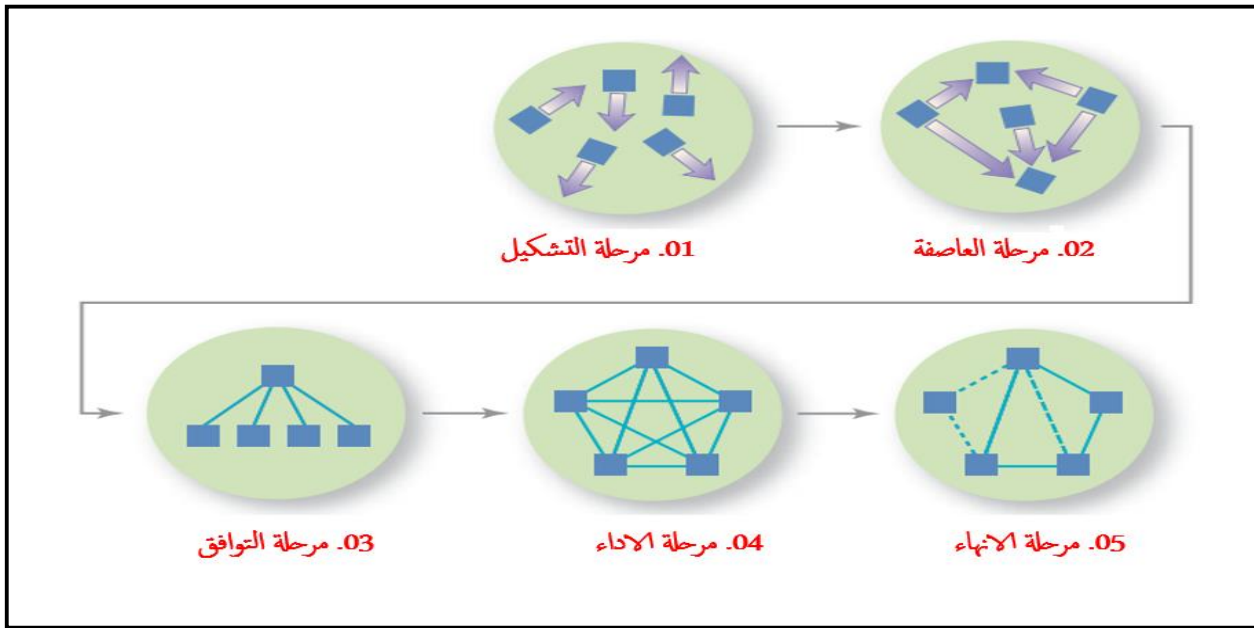 01. مرحلة التشكيل
02. مرحلة العاصفة
03. مرحلة التوافق
04. مرحلة الاداء
05. مرحلة الانهاء